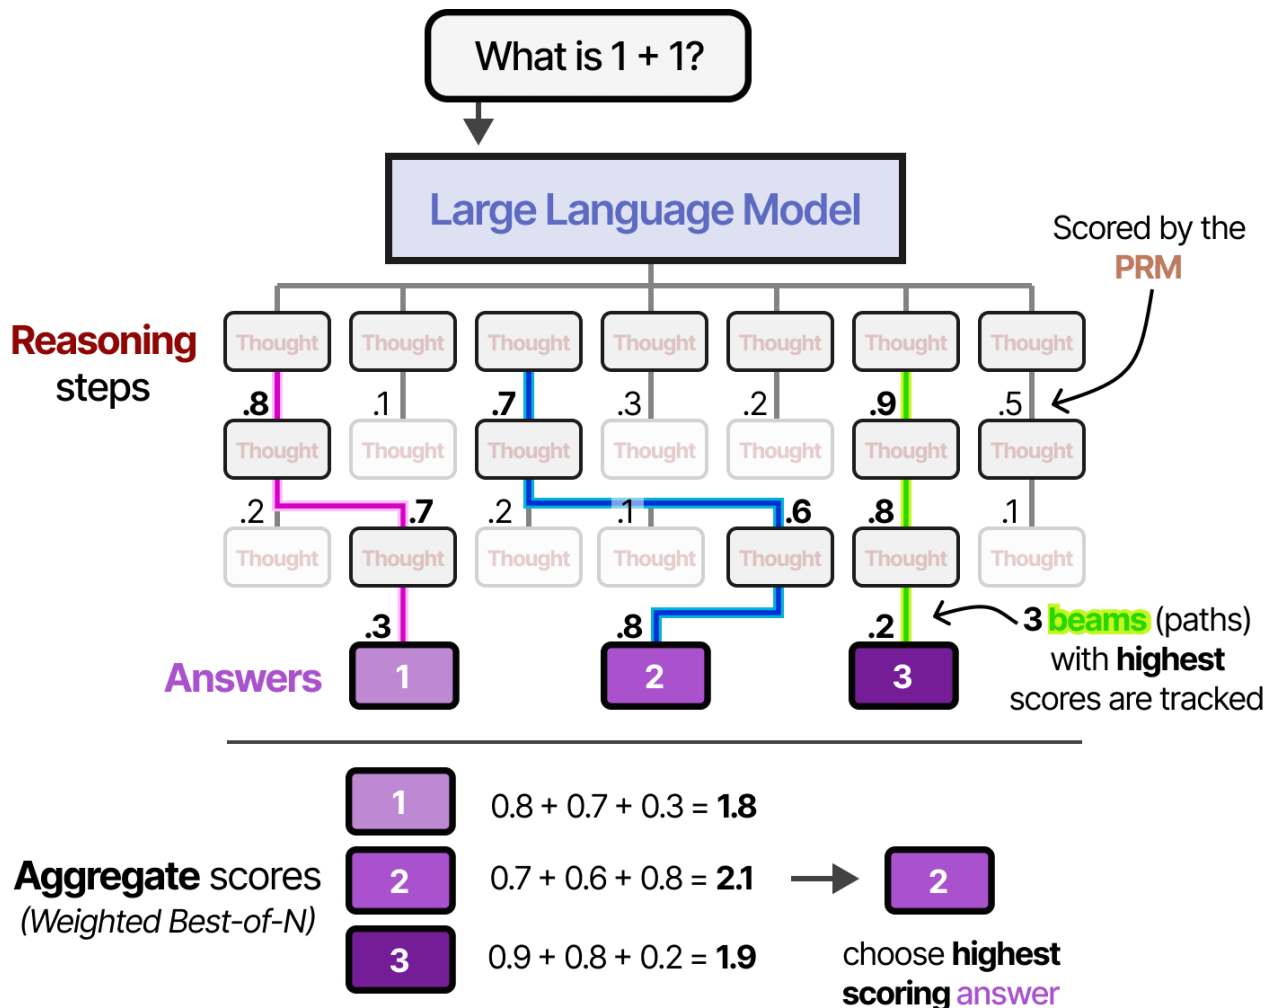 What is 1 + 1?
Large Language Model
Scored by the
PRM
Reasoning
steps
Thought Thought Thought Thought Thought Thought Thought
.8 .1 .7 .3 .2 .9 .5
Thought Thought Thought Thought Thought Thought Thought
.2 .7 .2 .1 .6 .8 .1
Thought Thought Thought Thought Thought Thought Thought
.3 .8 .2
3 beams (paths)
with highest
scores are tracked
Answers
1 2 3
1 0.8 + 0.7 + 0.3 = 1.8
Aggregate scores
(Weighted Best-of-N)
2 0.7 + 0.6 + 0.8 = 2.1
2
3 0.9 + 0.8 + 0.2 = 1.9
choose highest
scoring answer